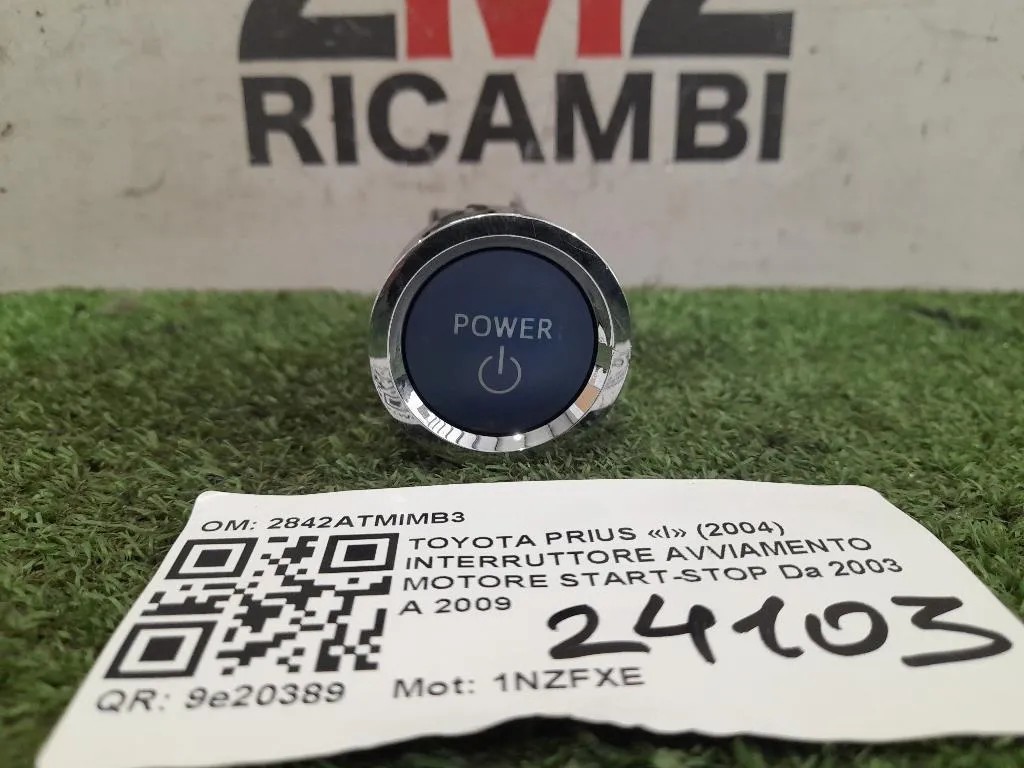 2M2
RICAMBI
POWER
OM: 2842ATMIMB3
TOYOTA PRIUS «I» (2004)
INTERRUTTORE AVVIAMENTO
MOTORE START-STOP Da 2003
A 2009
24103
QR: 9e20389
Mot: 1NZFXE